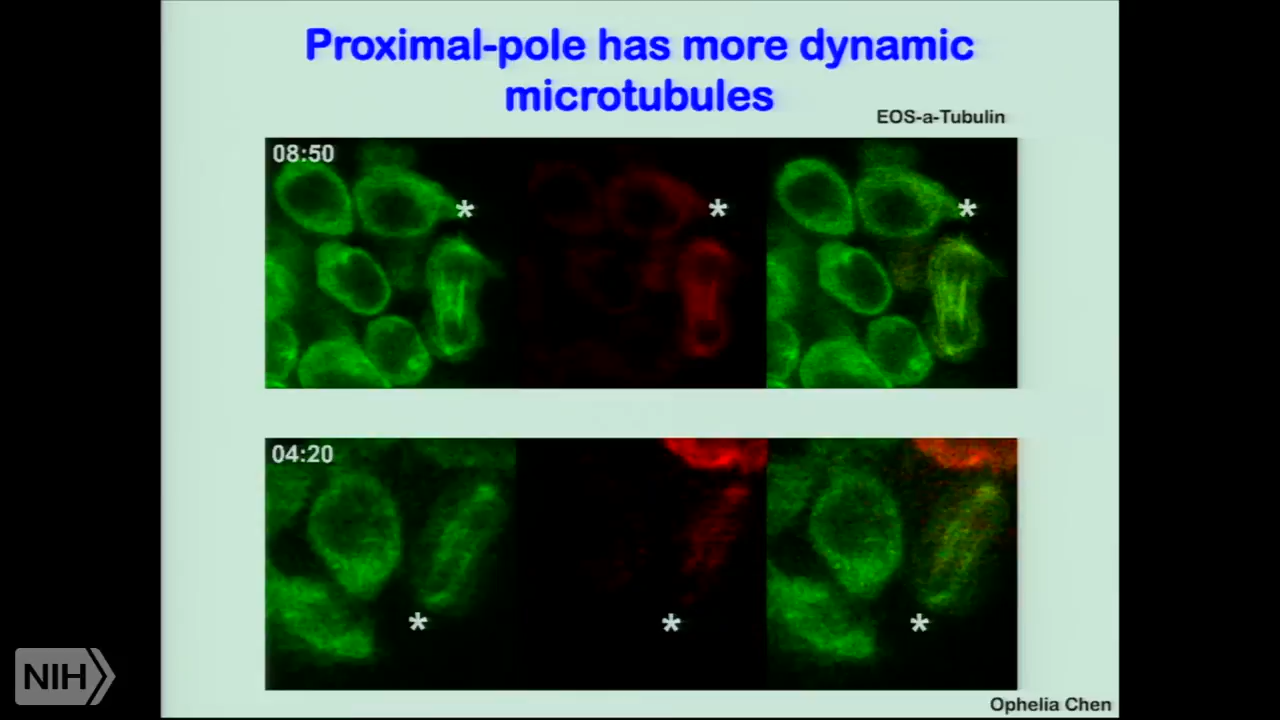 Proximal-pole has more dynamic
microtubules
EOS-a-Tubulin
08:50
*
*
*
04:20
*
*
*
NIH
Ophelia Chen